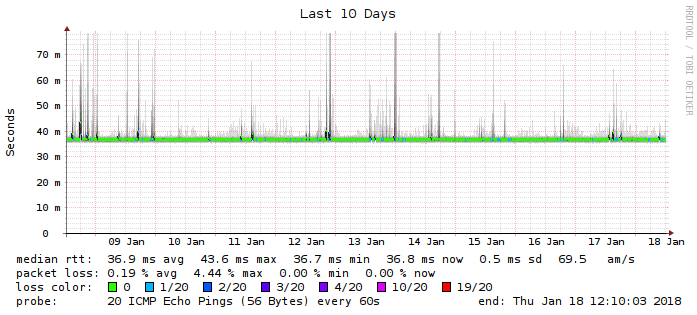 Last 10 Days
RRDTOOL / TOBI OETIKER
Seconds
70 m
60 m
50 m
40 m
30 m
20 m
10 m
0
09 Jan 10 Jan 11 Jan 12 Jan 13 Jan 14 Jan 15 Jan 16 Jan 17 Jan 18 Jan
median rtt: 36.9 ms avg 43.6 ms max 36.7 ms min 36.8 ms now 0.5 ms sd 69.5 am/s
packet loss: 0.19 % avg 4.44 % max 0.00 % min 0.00 % now
loss color: 0 1/20 2/20 3/20 4/20 10/20 19/20
probe: 20 ICMP Echo Pings (56 Bytes) every 60s end: Thu Jan 18 12:10:03 2018